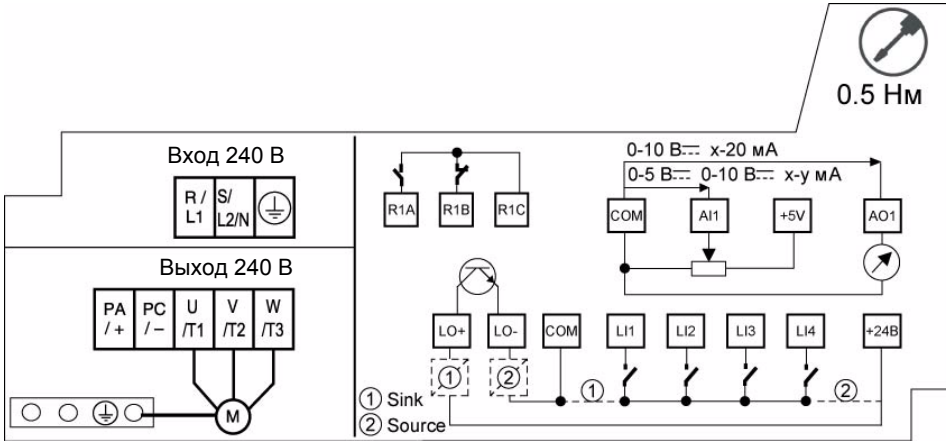 0.5 Нм
Вход 240 В
R / L1
S/ L2/N
Выход 240 В
PA / +
PC / –
U /T1
V /T2
W /T3
M
R1A
R1B
R1C
0-10 В x-20 мА
0-5 В 0-10 В x-y мА
COM
AI1
+5V
AO1
LO+
LO-
COM
LI1
LI2
LI3
LI4
+24В
1
2
1
2
1 Sink
2 Source